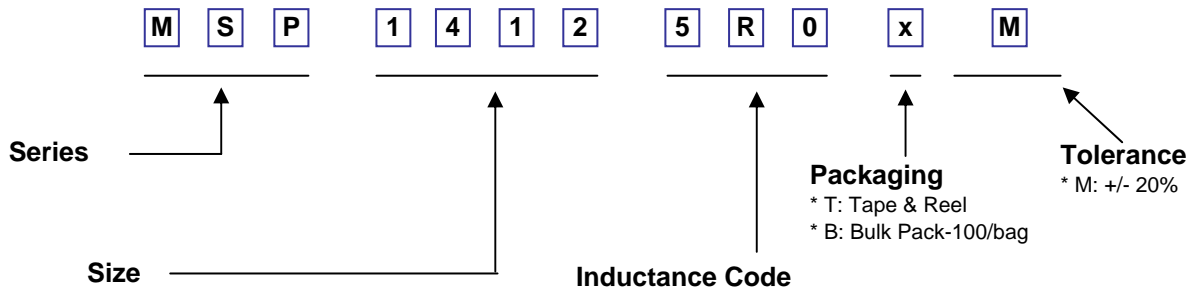 M S P 1 4 1 2 5 R 0 x M
Series
Packaging
* T: Tape & Reel
* B: Bulk Pack-100/bag
Tolerance
* M: +/- 20%
Size
Inductance Code